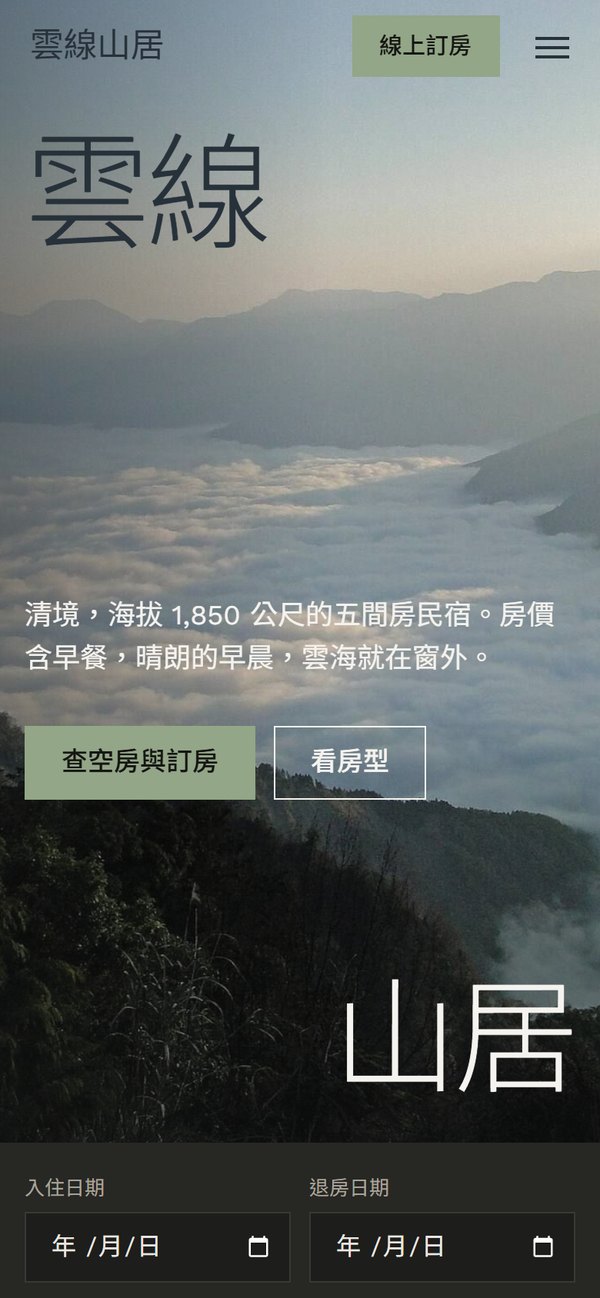 雲線山居
線上訂房
雲線
清境，海拔 1,850 公尺的五間房民宿。房價
含早餐，晴朗的早晨，雲海就在窗外。
查空房與訂房
看房型
山居
入住日期
退房日期
年 /月/日
年 /月/日